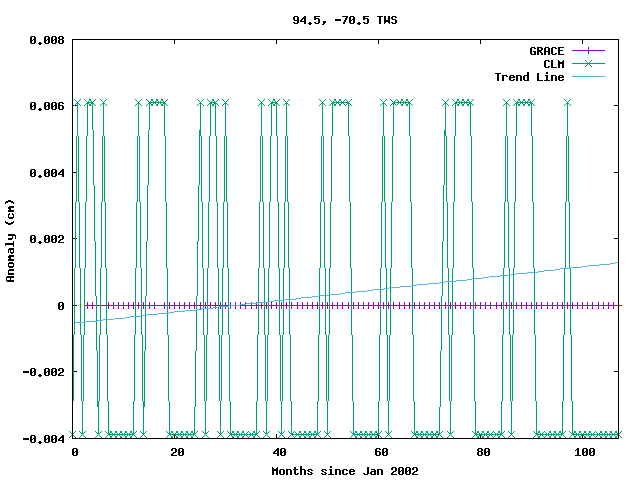 94.5, -70.5 TWS
0.008
0.006
0.004
0.002
0
-0.002
-0.004
Anomaly (cm)
GRACE
CLM
Trend Line
0 20 40 60 80 100
Months since Jan 2002